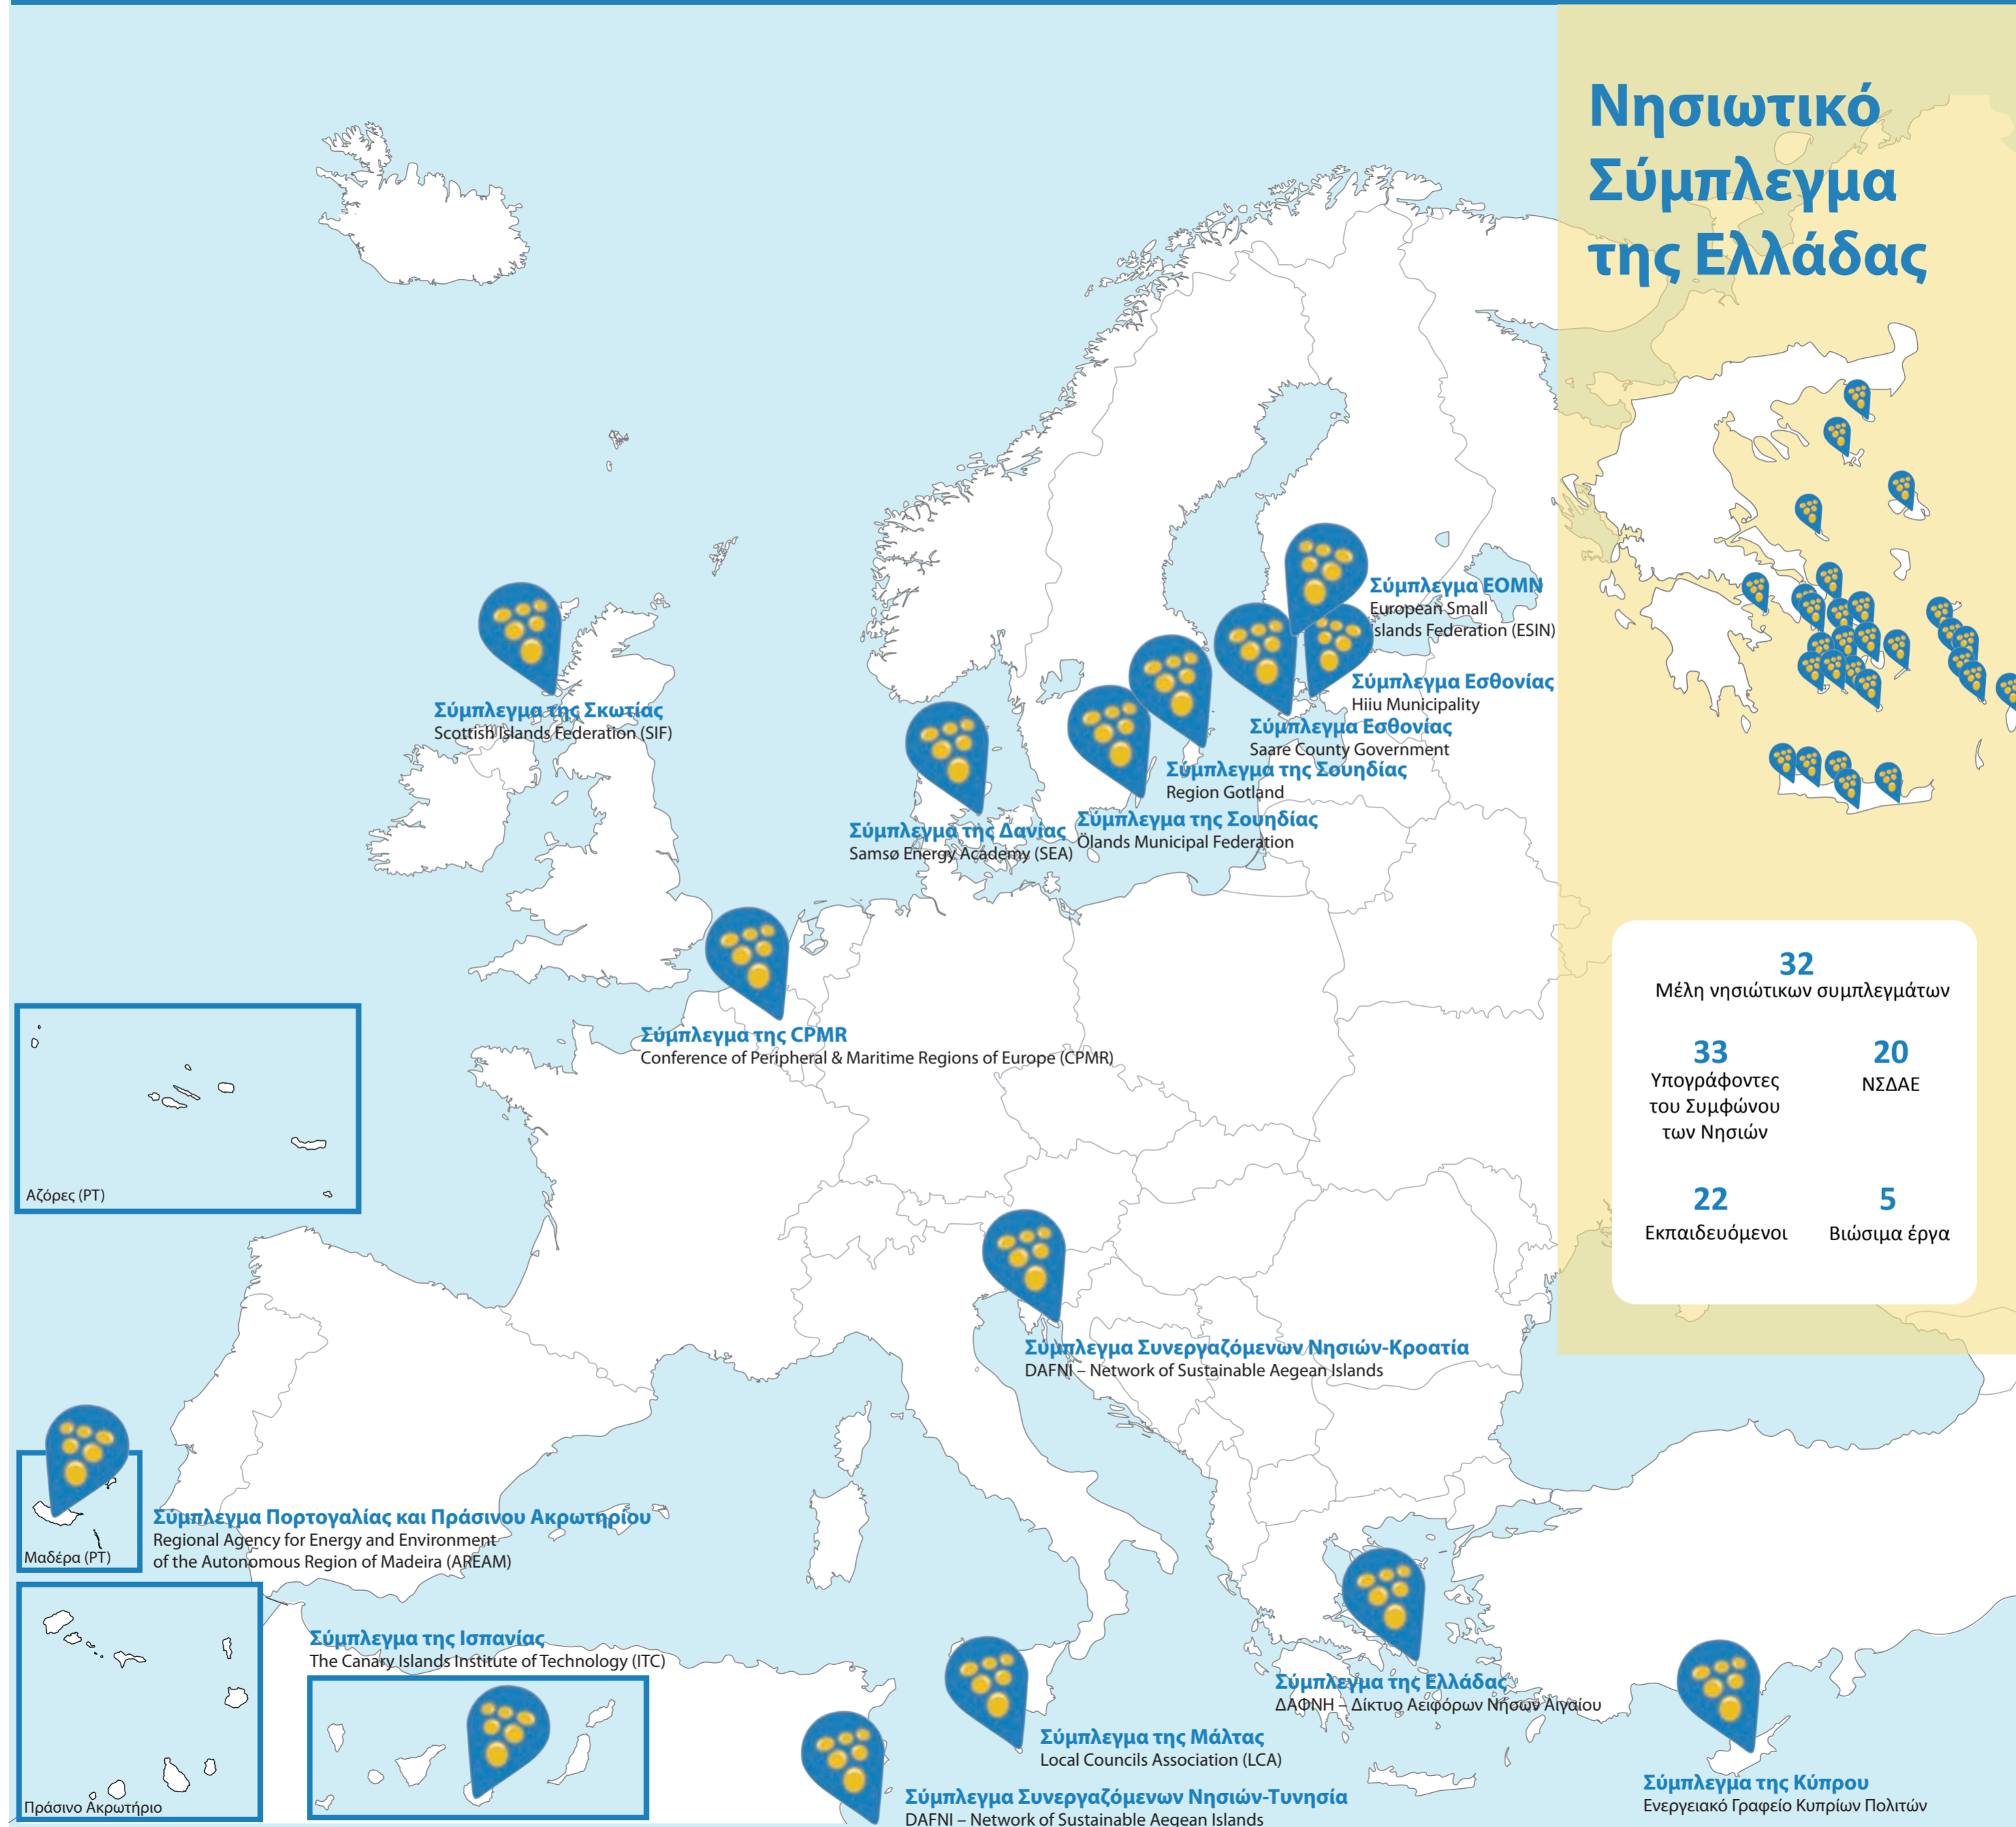 Νησιωτικό
Σύμπλεγμα
της Ελλάδας
Σύμπλεγμα ΕΟΜΝ
European Small
Islands Federation (ESIN)
Σύμπλεγμα Εσθονίας
Hiiu Municipality
Σύμπλεγμα Εσθονίας
Saare County Government
Σύμπλεγμα της Σουηδίας
Region Gotland
Σύμπλεγμα της Σουηδίας
Ölands Municipal Federation
Σύμπλεγμα της Δανίας
Samsø Energy Academy (SEA)
Σύμπλεγμα της Σκωτίας
Scottish Islands Federation (SIF)
Σύμπλεγμα της CPMR
Conference of Peripheral & Maritime Regions of Europe (CPMR)
32
Μέλη νησιώτικων συμπλεγμάτων
33
Υπογράφοντες
του Συμφώνου
των Νησιών
20
ΝΣΔΑΕ
22
Εκπαιδευόμενοι
5
Βιώσιμα έργα
Αζόρες (PT)
Σύμπλεγμα Συνεργαζόμενων Νησιών-Κροατία
DAFNI – Network of Sustainable Aegean Islands
Σύμπλεγμα Πορτογαλίας και Πράσινου Ακρωτηρίου
Regional Agency for Energy and Environment
of the Autonomous Region of Madeira (AREAM)
Μαδέρα (PT)
Σύμπλεγμα της Ισπανίας
The Canary Islands Institute of Technology (ITC)
Πράσινο Ακρωτήριο
Σύμπλεγμα της Ελλάδας
ΔΑΦΝΗ – Δίκτυο Αειφόρων Νήσων Αιγαίου
Σύμπλεγμα της Μάλτας
Local Councils Association (LCA)
Σύμπλεγμα Συνεργαζόμενων Νησιών-Τυνησία
DAFNI – Network of Sustainable Aegean Islands
Σύμπλεγμα της Κύπρου
Ενεργειακό Γραφείο Κυπρίων Πολιτών